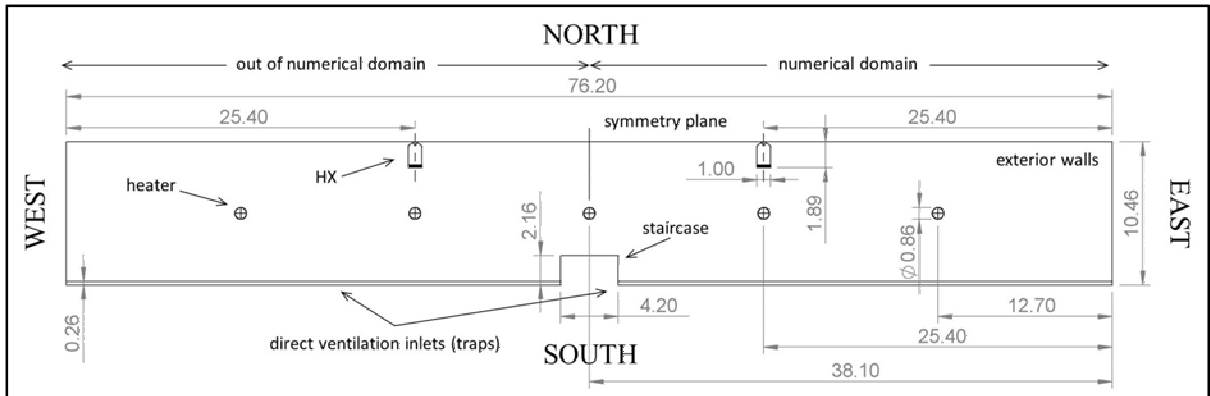 NORTH
out of numerical domain
numerical domain
76.20
25.40
symmetry plane
25.40
HX
1.00
exterior walls
heater
WEST
2.16
staircase
1.89
Ø0.86
10.46
EAST
0.26
4.20
12.70
direct ventilation inlets (traps)
SOUTH
25.40
38.10